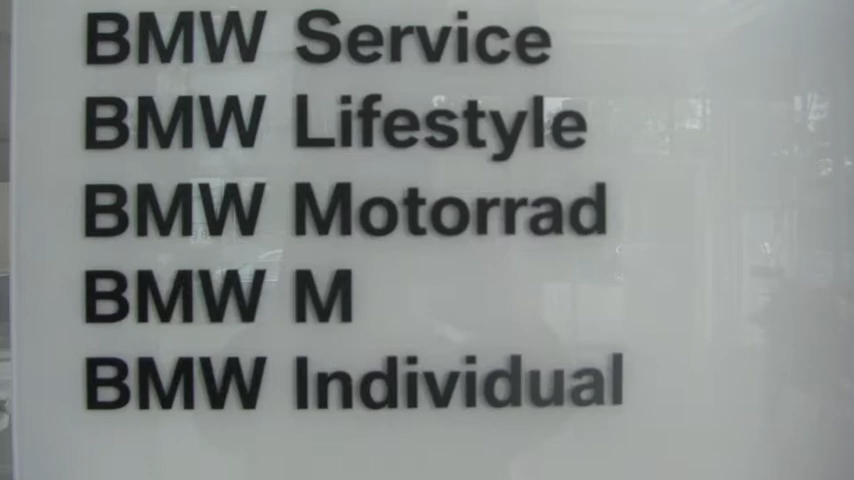 BMW Service
BMW Lifestyle
BMW Motorrad
BMW M
BMW Individual